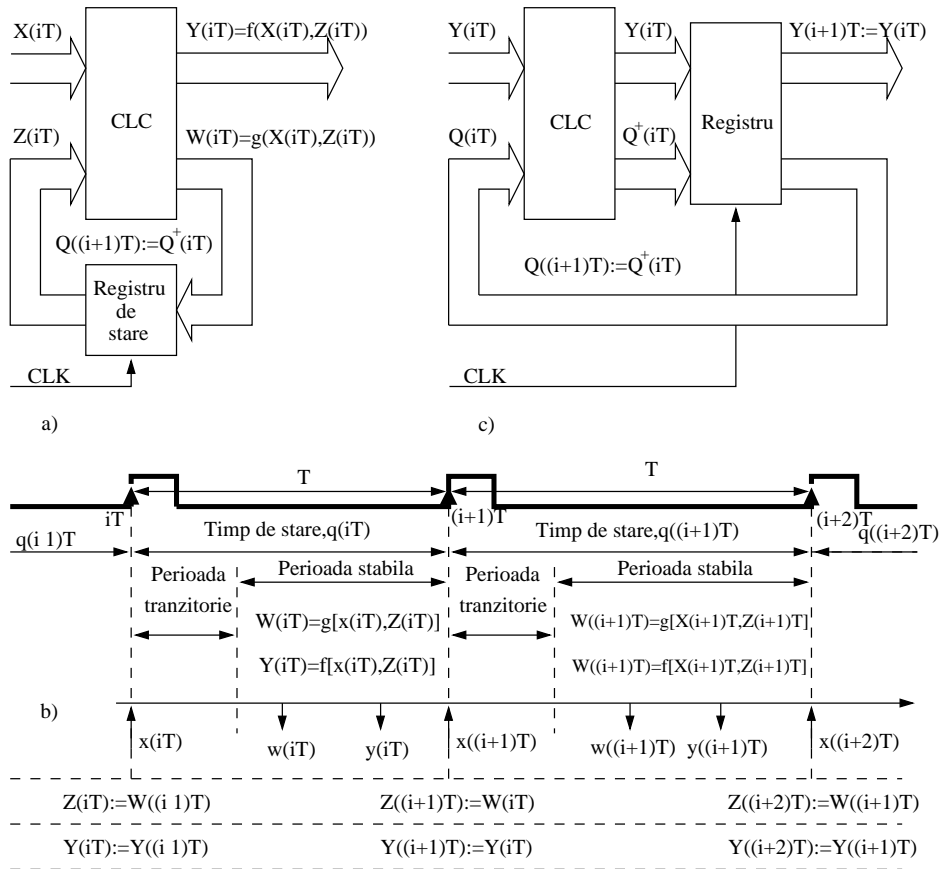 X(iT)
Y(iT)=f(X(iT),Z(iT))
CLC
Z(iT)
W(iT)=g(X(iT),Z(iT))
Q((i+1)T):=Q+(iT)
Registru
de
stare
CLK
a)
Y(iT)
Y(iT)
Y(i+1)T:=Y(iT)
CLC
Registru
Q(iT)
Q+(iT)
Q((i+1)T):=Q+(iT)
CLK
c)
T
T
iT
(i+1)T
(i+2)T
q(i 1)T
Timp de stare,q(iT)
Timp de stare,q((i+1)T)
q((i+2)T)
Perioada
tranzitorie
Perioada stabila
Perioada
tranzitorie
Perioada stabila
W(iT)=g[x(iT),Z(iT)]
W((i+1)T)=g[X(i+1)T,Z(i+1)T]
Y(iT)=f[x(iT),Z(iT)]
W((i+1)T)=f[X(i+1)T,Z(i+1)T]
b)
x(iT)
w(iT)
y(iT)
x((i+1)T)
w((i+1)T)
y((i+1)T)
x((i+2)T)
Z(iT):=W((i 1)T)
Z((i+1)T):=W(iT)
Z((i+2)T):=W((i+1)T)
Y(iT):=Y((i 1)T)
Y((i+1)T):=Y(iT)
Y((i+2)T):=Y((i+1)T)